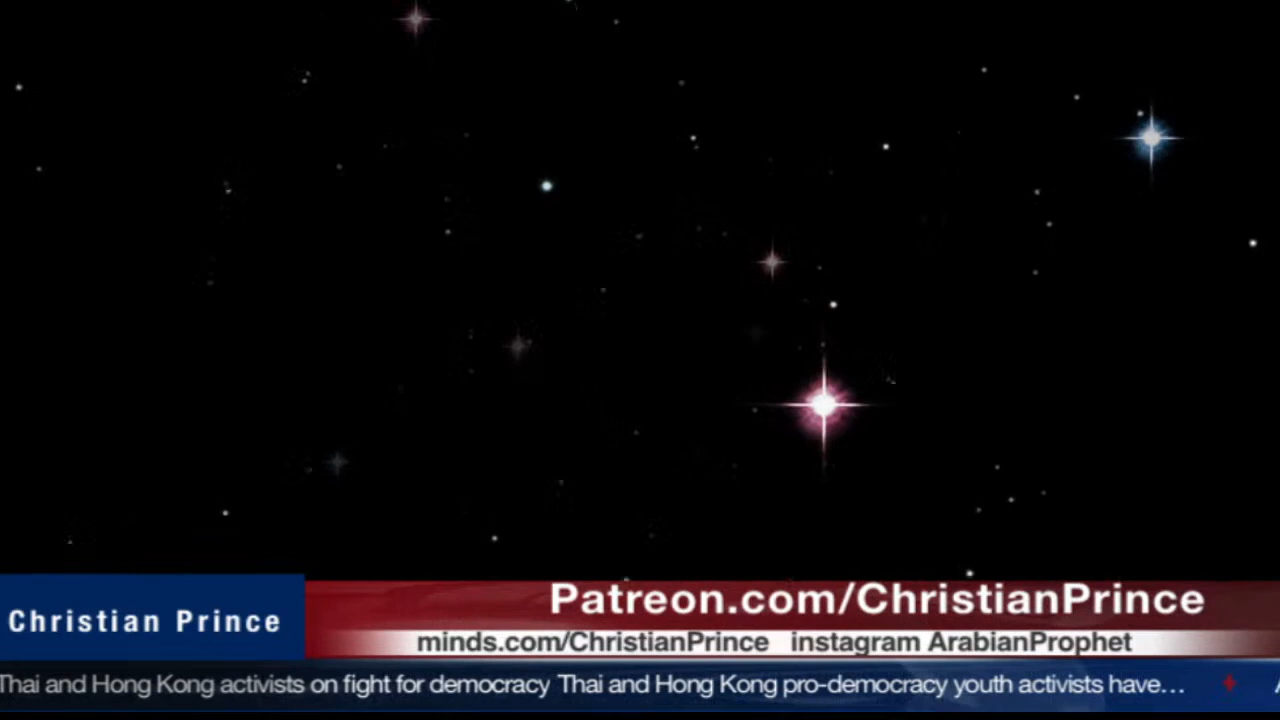 Patreon.com/ChristianPrince
Christian Prince
minds.com/ChristianPrince instagram ArabianProphet
Thai and Hong Kong activists on fight for democracy Thai and Hong Kong pro-democracy youth activists have…